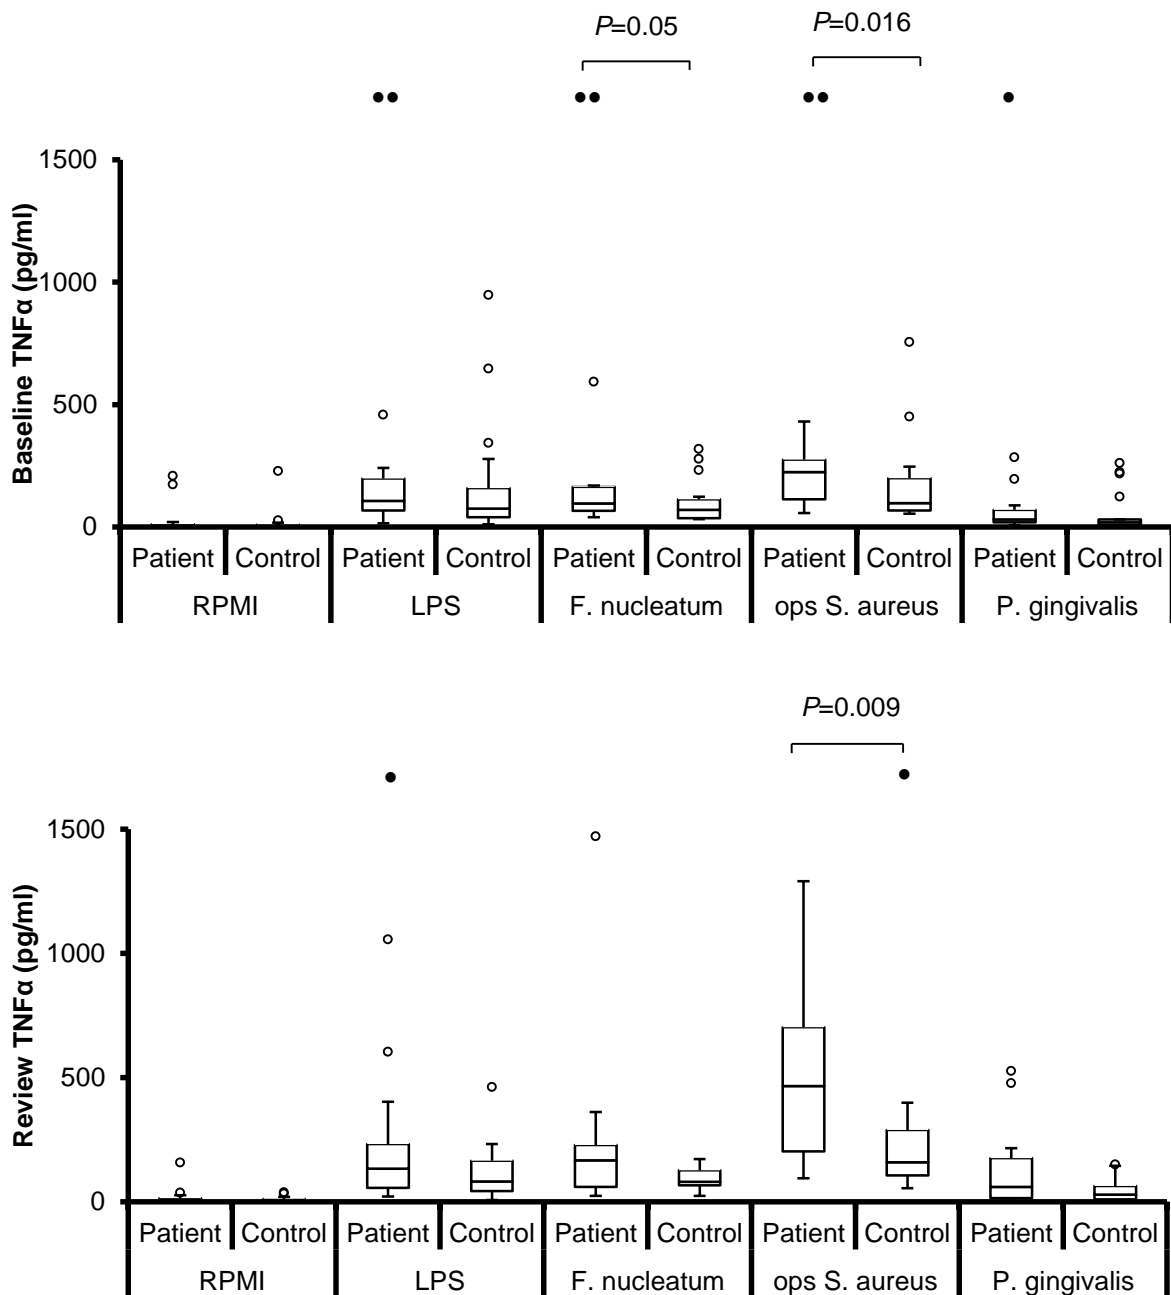 P=0.05
P=0.016
Baseline TNFα (pg/ml)
1500
1000
500
0
Patient Control Patient Control Patient Control Patient Control Patient Control
RPMI LPS F. nucleatum ops S. aureus P. gingivalis
P=0.009
Review TNFα (pg/ml)
1500
1000
500
0
Patient Control Patient Control Patient Control Patient Control Patient Control
RPMI LPS F. nucleatum ops S. aureus P. gingivalis